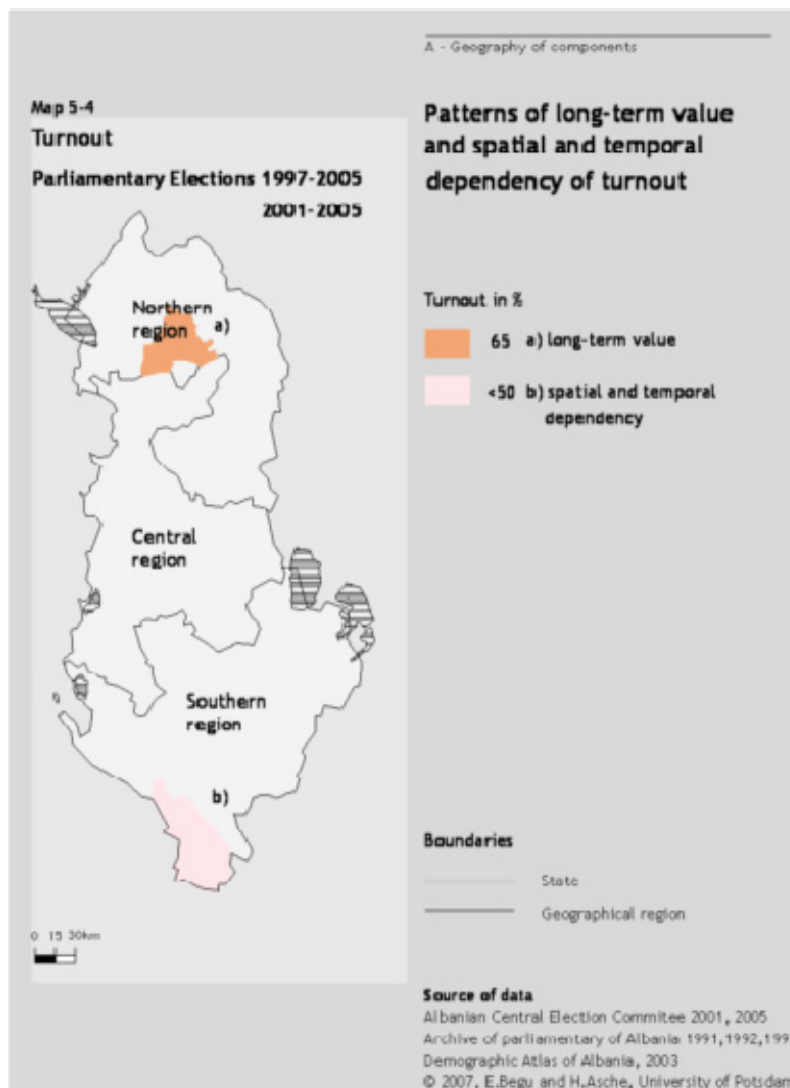 A - Geography of components
Map 5-4
Turnout
Parliamentary Elections 1997-2005
2001-2005
Patterns of long-term value
and spatial and temporal
dependency of turnout
Northern
region
a)
Central
region
Southern
region
b)
0 15 30km
Turnout in %
65 a) long-term value
<50 b) spatial and temporal
dependency
Boundaries
State
Geographical region
Source of data
Albanian Central Election Commitee 2001, 2005
Archive of parliamentary of Albania 1991,1992,199
Demographic Atlas of Albania, 2003
© 2007, E.Begu and H.Asche, University of Potsdam